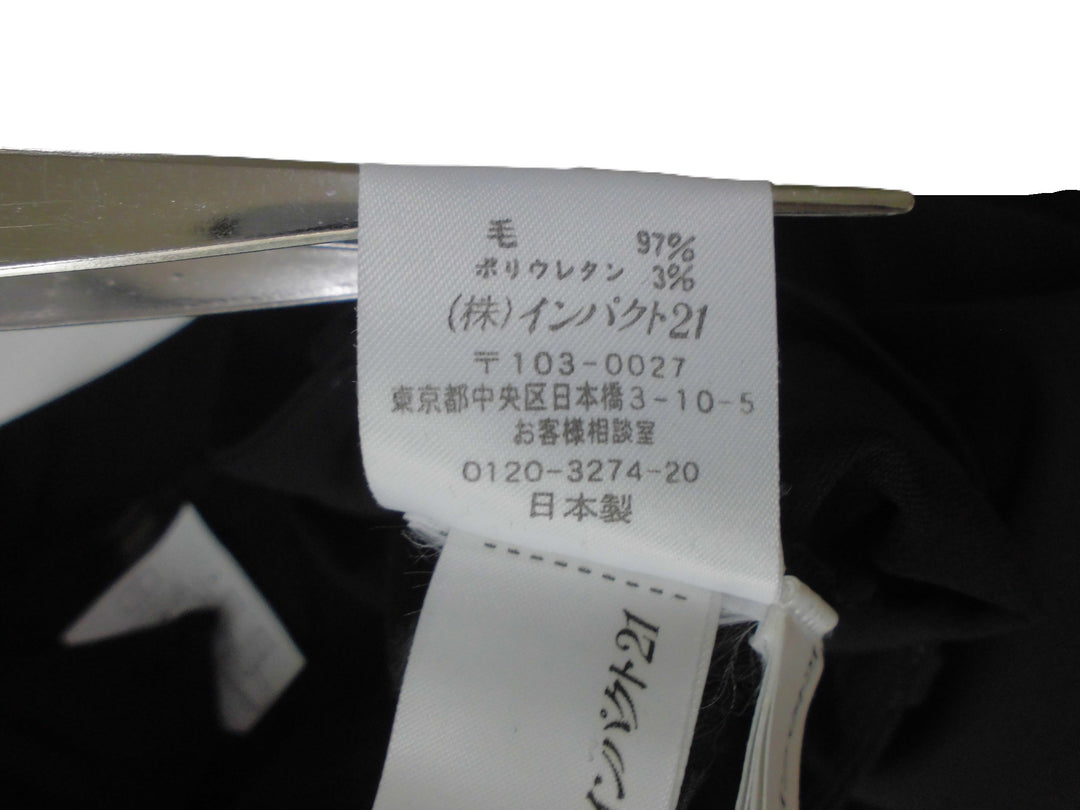 毛 97%
ポリウレタン 3%
(株)インパクト21
〒103-0027
東京都中央区日本橋3-10-5
お客様相談室
0120-3274-20
日本製
インパクト21